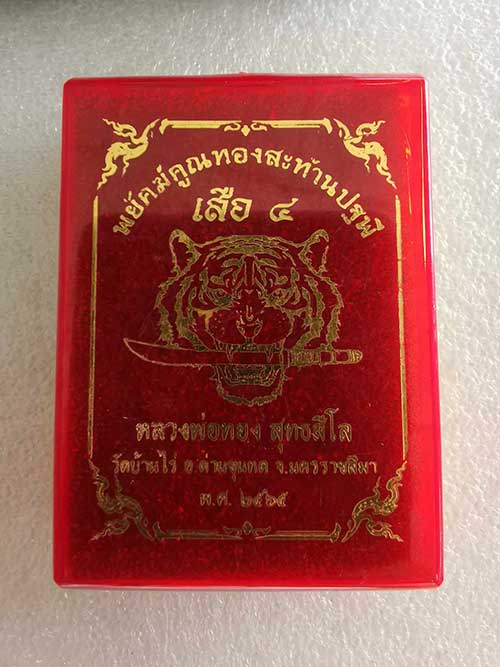 พยัคฆ์คูณทองสะท้านปฐพี
เสือ ๔
หลวงพ่อทอง สุทธสีโล
วัดบ้านไร่ อ.ด่านขุนทด จ.นครราชสีมา
พ.ศ. ๒๕๖๕